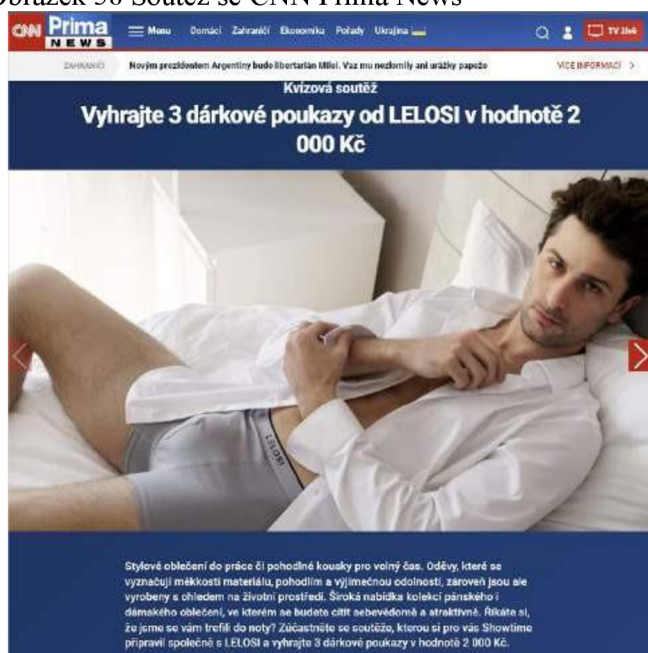 Obrázek 58 Soutěž se CNN Prima News
CNN Prima NEWS
Menu Domácí Zahraničí Ekonomika Pořady Ukrajina TV živě
ZAHRANIČÍ Novým prezidentem Argentiny bude libertarián Milei. Vaz mu nezlomily ani urážky papeže VÍCE INFORMACÍ
Kvízová soutěž
Vyhrajte 3 dárkové poukazy od LELOSI v hodnotě 2
000 Kč
LELOSI
Stylové oblečení do práce či pohodlné kousky pro volný čas. Oděvy, které se
vyznačují měkkostí materiálu, pohodlím a výjimečnou odolností, zároveň jsou ale
vyrobeny s ohledem na životní prostředí. Široká nabídka kolekcí pánského i
dámského oblečení, ve kterém se budete cítit sebevědomě a atraktivně. Říkáte si,
že jsme se vám trefili do noty? Zúčastněte se soutěže, kterou si pro vás Showtime
připravil společně s LELOSI a vyhrajte 3 dárkové poukazy v hodnotě 2 000 Kč.